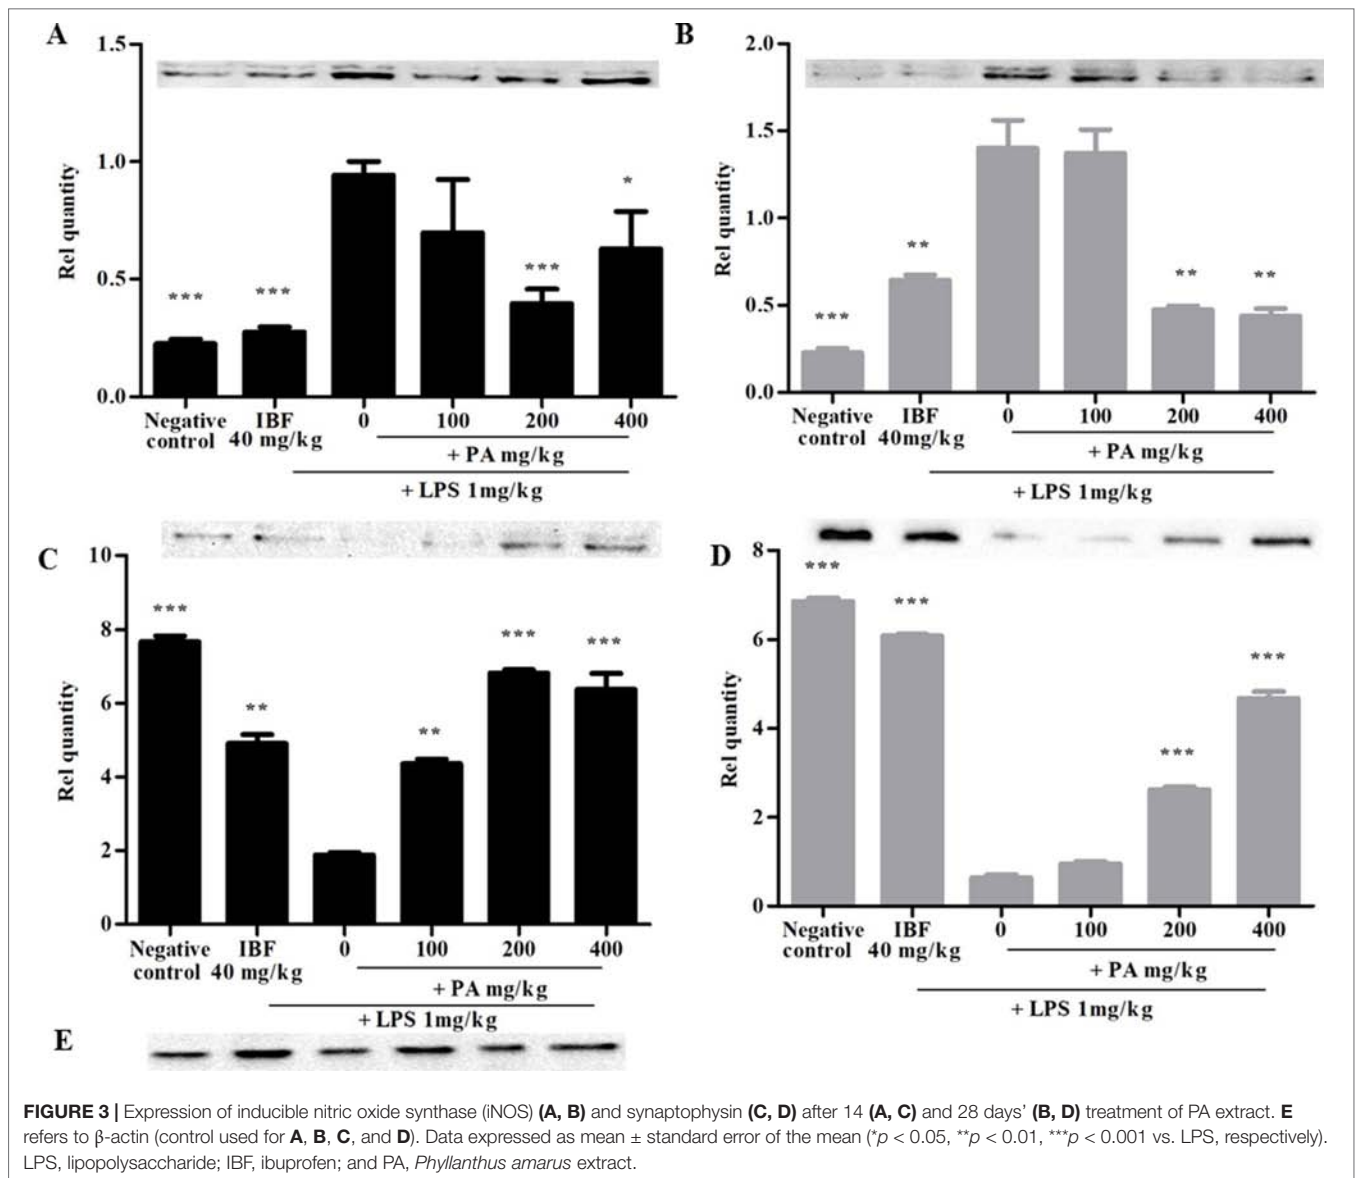 A
1.5
1.0
0.5
0.0
Rel quantity
***
***
***
*
Negative control
IBF 40 mg/kg
0
100
200
400
+ PA mg/kg
+ LPS 1mg/kg
B
2.0
1.5
1.0
0.5
0.0
Rel quantity
***
**
**
**
Negative control
IBF 40mg/kg
0
100
200
400
+ PA mg/kg
+ LPS 1mg/kg
C
10
8
6
4
2
0
Rel quantity
***
**
**
***
***
Negative control
IBF 40 mg/kg
0
100
200
400
+ PA mg/kg
+ LPS 1mg/kg
D
8
6
4
2
0
Rel quantity
***
***
***
***
Negative control
IBF 40 mg/kg
0
100
200
400
+ PA mg/kg
+ LPS 1mg/kg
E
FIGURE 3 | Expression of inducible nitric oxide synthase (iNOS) (A, B) and synaptophysin (C, D) after 14 (A, C) and 28 days’ (B, D) treatment of PA extract. E
refers to β-actin (control used for A, B, C, and D). Data expressed as mean ± standard error of the mean (*p < 0.05, **p < 0.01, ***p < 0.001 vs. LPS, respectively).
LPS, lipopolysaccharide; IBF, ibuprofen; and PA, Phyllanthus amarus extract.